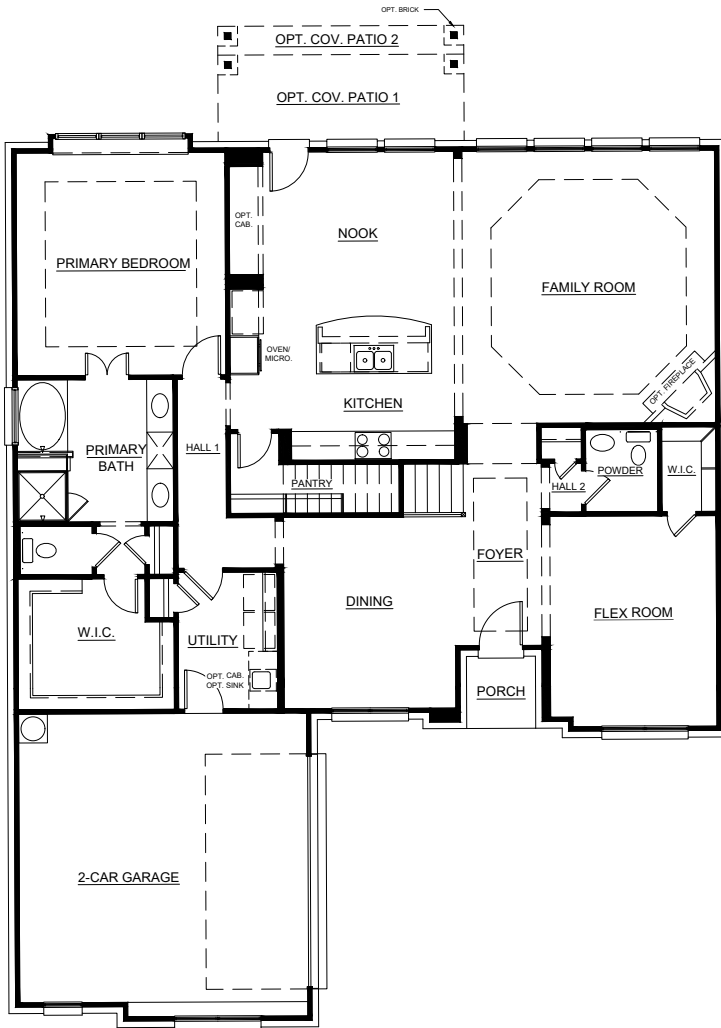 OPT. BRICK
OPT. COV. PATIO 2
OPT. COV. PATIO 1
OPT.
CAB.
NOOK
PRIMARY BEDROOM
FAMILY ROOM
OVEN/
MICRO.
OPT. FIREPLACE
KITCHEN
PRIMARY
BATH
HALL 1
POWDER
W.I.C.
PANTRY
HALL 2
FOYER
DINING
FLEX ROOM
W.I.C.
UTILITY
OPT. CAB.
OPT. SINK
PORCH
2-CAR GARAGE